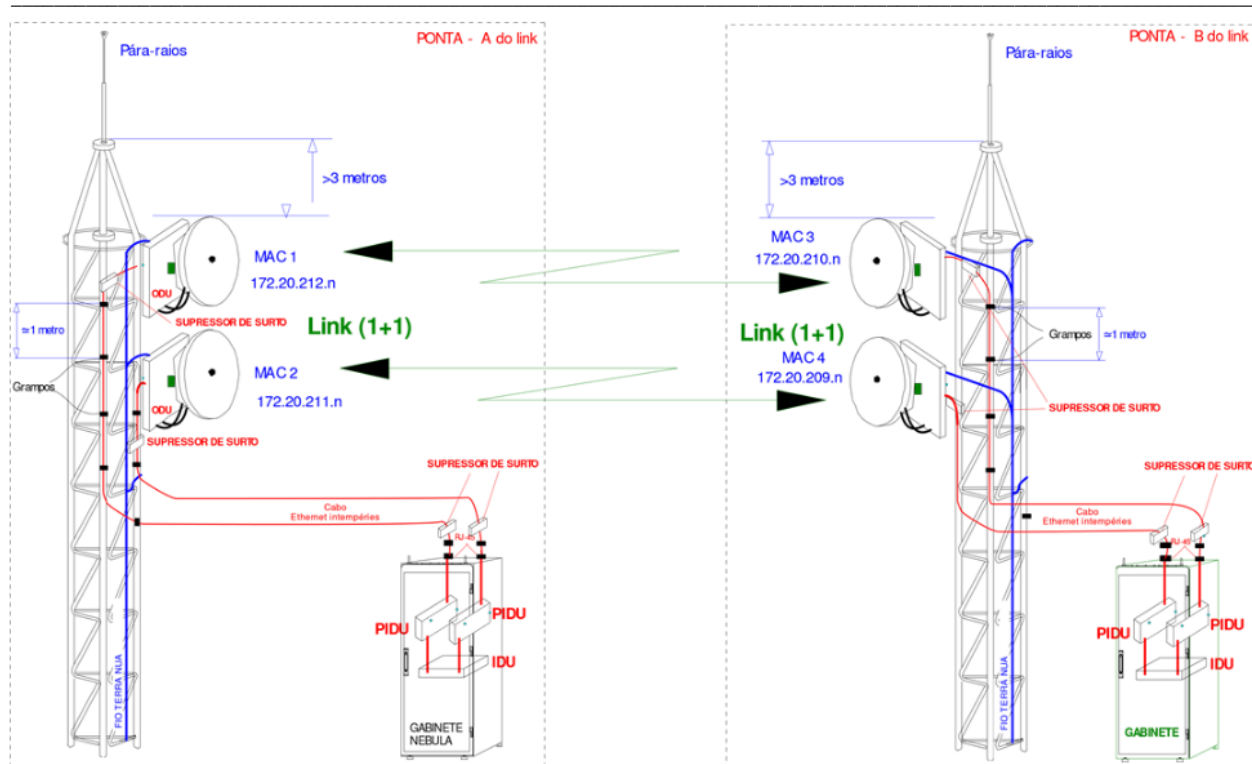 PONTA - A do link
Pára-raios
>3 metros
MAC 1
172.20.212.n
ODU
SUPRESSOR DE SURTO
≃1 metro
Link (1+1)
Grampos
MAC 2
172.20.211.n
ODU
SUPRESSOR DE SURTO
SUPRESSOR DE SURTO
Cabo
Ethernet intempéries
RJ-45
PIDU
PIDU
IDU
FIO TERRA NUA
GABINETE
NEBULA
PONTA - B do link
Pára-raios
>3 metros
MAC 3
172.20.210.n
Link (1+1)
Grampos
≃1 metro
MAC 4
172.20.209.n
SUPRESSOR DE SURTO
SUPRESSOR DE SURTO
Cabo
Ethernet intempéries
RJ-45
PIDU
PIDU
IDU
FIO TERRA NUA
GABINETE